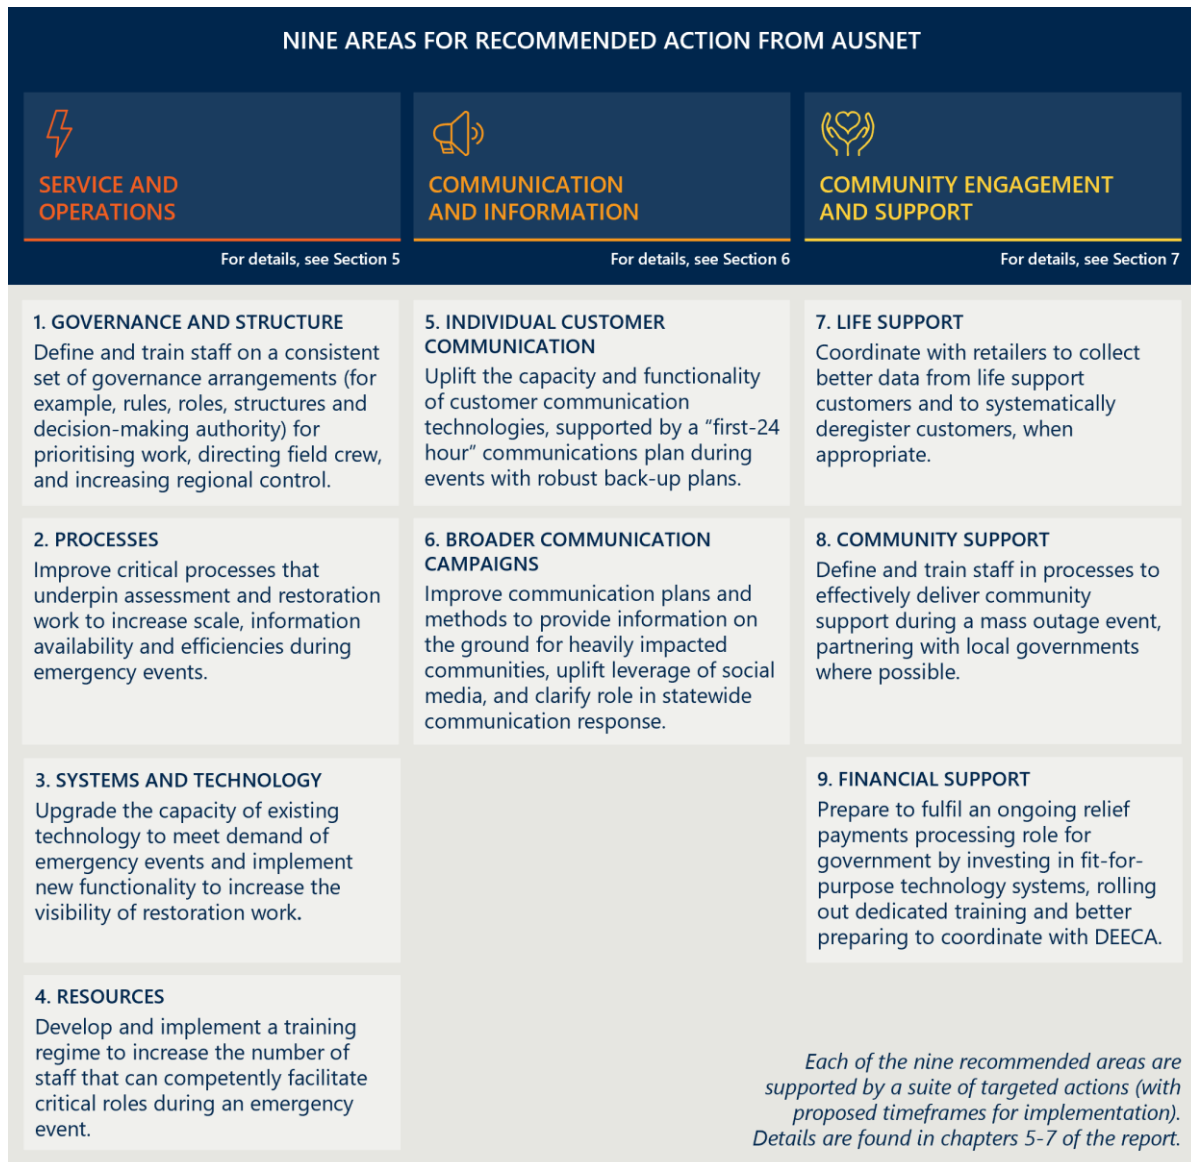 NINE AREAS FOR RECOMMENDED ACTION FROM AUSNET
SERVICE AND
OPERATIONS
For details, see Section 5
COMMUNICATION
AND INFORMATION
For details, see Section 6
COMMUNITY ENGAGEMENT
AND SUPPORT
For details, see Section 7
1. GOVERNANCE AND STRUCTURE
Define and train staff on a consistent
set of governance arrangements (for
example, rules, roles, structures and
decision-making authority) for
prioritising work, directing field crew,
and increasing regional control.
2. PROCESSES
Improve critical processes that
underpin assessment and restoration
work to increase scale, information
availability and efficiencies during
emergency events.
3. SYSTEMS AND TECHNOLOGY
Upgrade the capacity of existing
technology to meet demand of
emergency events and implement
new functionality to increase the
visibility of restoration work.
4. RESOURCES
Develop and implement a training
regime to increase the number of
staff that can competently facilitate
critical roles during an emergency
event.
5. INDIVIDUAL CUSTOMER
COMMUNICATION
Uplift the capacity and functionality
of customer communication
technologies, supported by a “first-24
hour” communications plan during
events with robust back-up plans.
6. BROADER COMMUNICATION
CAMPAIGNS
Improve communication plans and
methods to provide information on
the ground for heavily impacted
communities, uplift leverage of social
media, and clarify role in statewide
communication response.
7. LIFE SUPPORT
Coordinate with retailers to collect
better data from life support
customers and to systematically
deregister customers, when
appropriate.
8. COMMUNITY SUPPORT
Define and train staff in processes to
effectively deliver community
support during a mass outage event,
partnering with local governments
where possible.
9. FINANCIAL SUPPORT
Prepare to fulfil an ongoing relief
payments processing role for
government by investing in fit-for-
purpose technology systems, rolling
out dedicated training and better
preparing to coordinate with DEECA.
Each of the nine recommended areas are
supported by a suite of targeted actions (with
proposed timeframes for implementation).
Details are found in chapters 5-7 of the report.